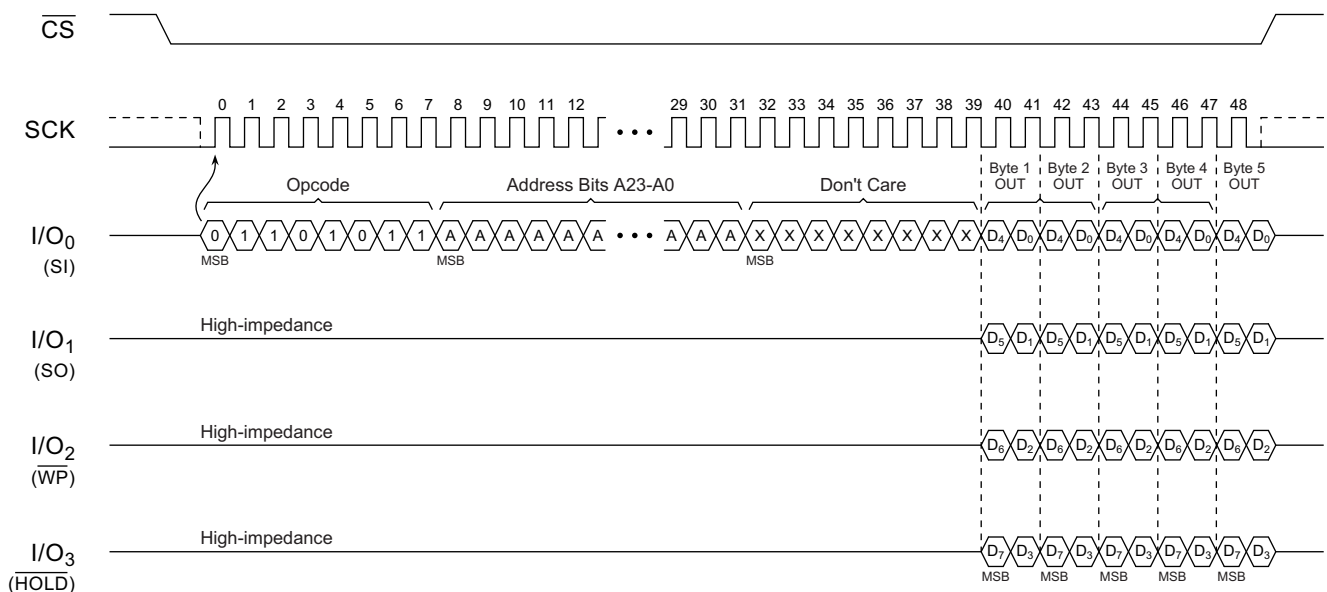 CS
SCK
0 1 2 3 4 5 6 7 8 9 10 11 12 29 30 31 32 33 34 35 36 37 38 39 40 41 42 43 44 45 46 47 48
Opcode
Address Bits A23-A0
Don't Care
Byte 1 OUT
Byte 2 OUT
Byte 3 OUT
Byte 4 OUT
Byte 5 OUT
I/O0
(SI)
0 1 1 0 1 0 1 1 A A A A A A A A A X X X X X X X X D4 D0 D4 D0 D4 D0 D4 D0 D4 D0
MSB MSB MSB
I/O1
(SO)
High-impedance
D5 D1 D5 D1 D5 D1 D5 D1 D5 D1
I/O2
(WP)
High-impedance
D6 D2 D6 D2 D6 D2 D6 D2 D6 D2
I/O3
(HOLD)
High-impedance
D7 D3 D7 D3 D7 D3 D7 D3 D7 D3
MSB MSB MSB MSB MSB